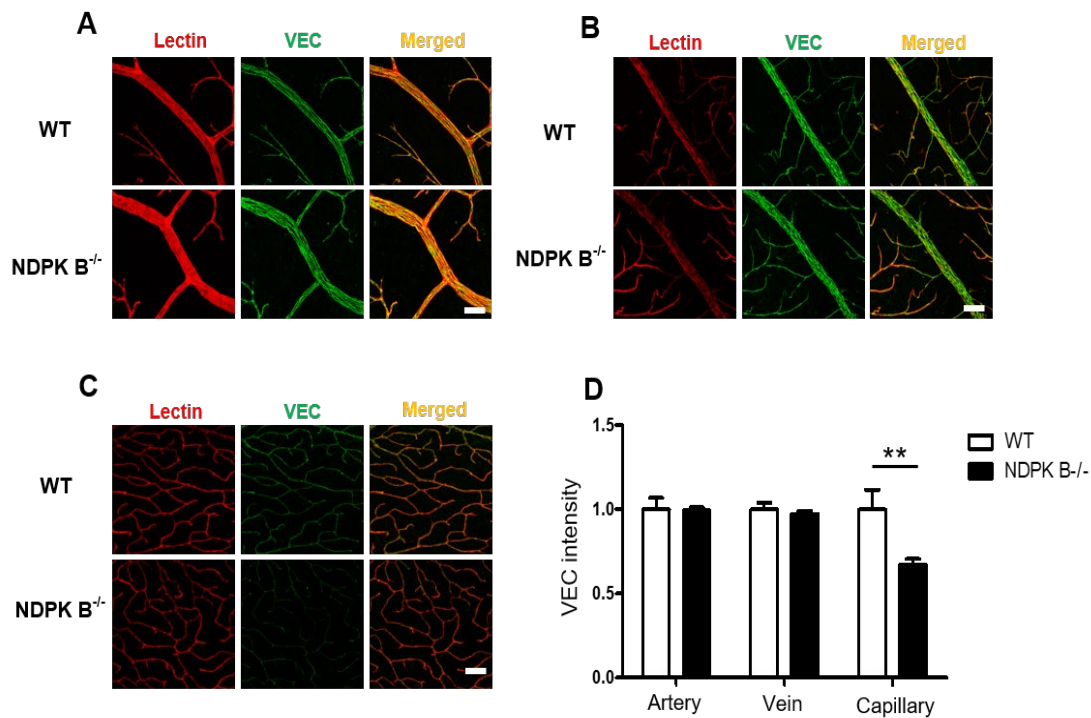 A
Lectin VEC Merged
WT
NDPK B-/-
B
Lectin VEC Merged
WT
NDPK B-/-
C
Lectin VEC Merged
WT
NDPK B-/-
D
VEC intensity
1.5
1.0
0.5
0.0
**
WT
NDPK B-/-
Artery Vein Capillary